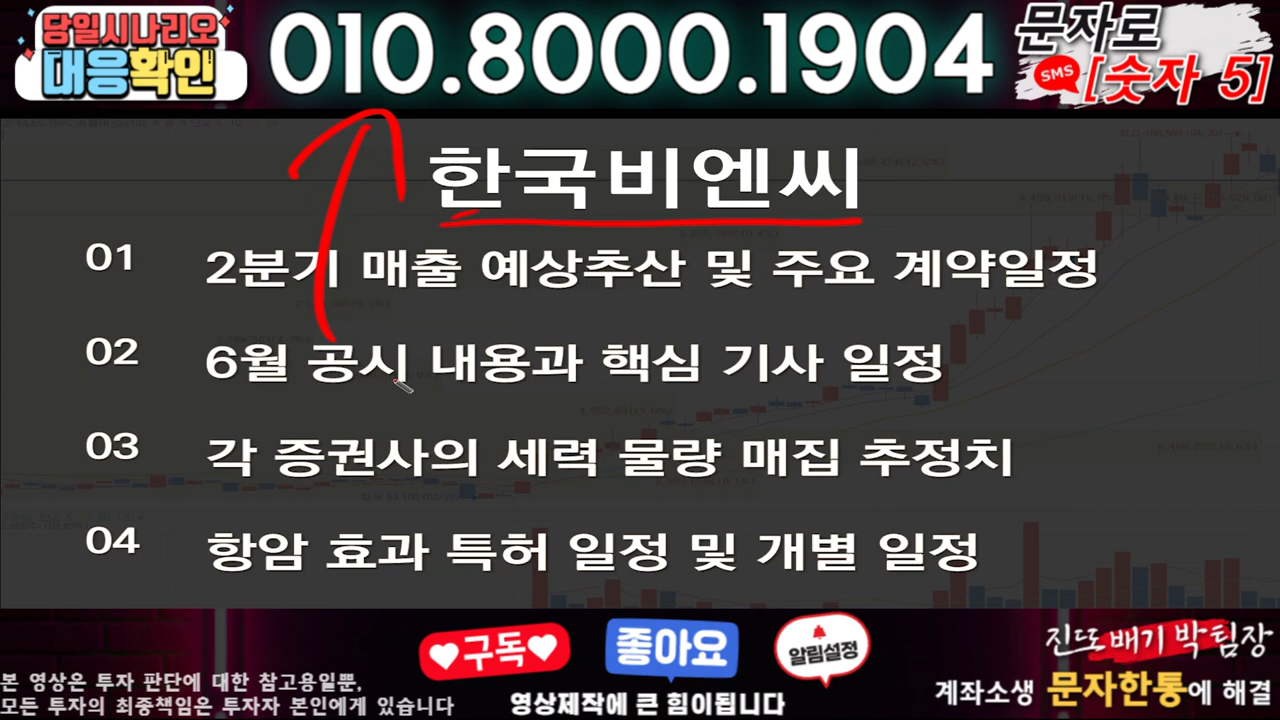 당일시나리오
대응확인
010.8000.1904
문자로
SMS
[숫자 5]
한국비엔씨
01
2분기 매출 예상추산 및 주요 계약일정
02
6월 공시 내용과 핵심 기사 일정
03
각 증권사의 세력 물량 매집 추정치
04
항암 효과 특허 일정 및 개별 일정
구독
좋아요
알림설정
영상제작에 큰 힘이됩니다
본 영상은 투자 판단에 대한 참고용일뿐,
모든 투자의 최종책임은 투자자 본인에게 있습니다
진또배기 박팀장
계좌소생 문자한통에 해결